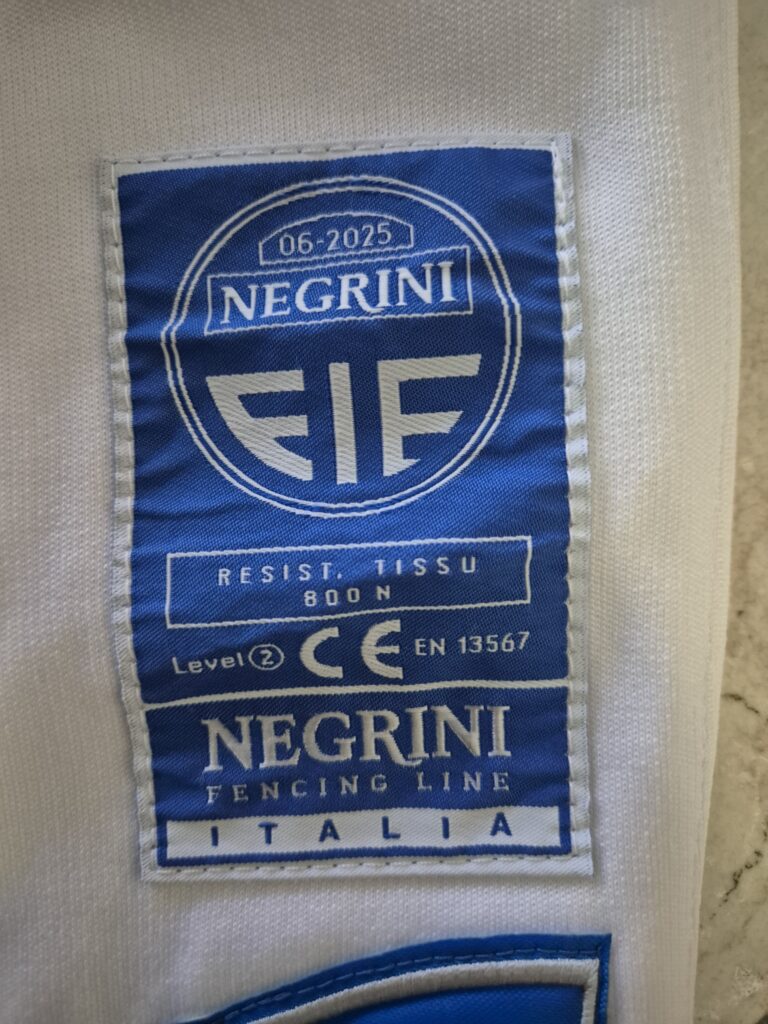 06-2025
NEGRINI
FIE
RESIST. TISSU
800 N
Level 2 CE EN 13567
NEGRINI
FENCING LINE
ITALIA